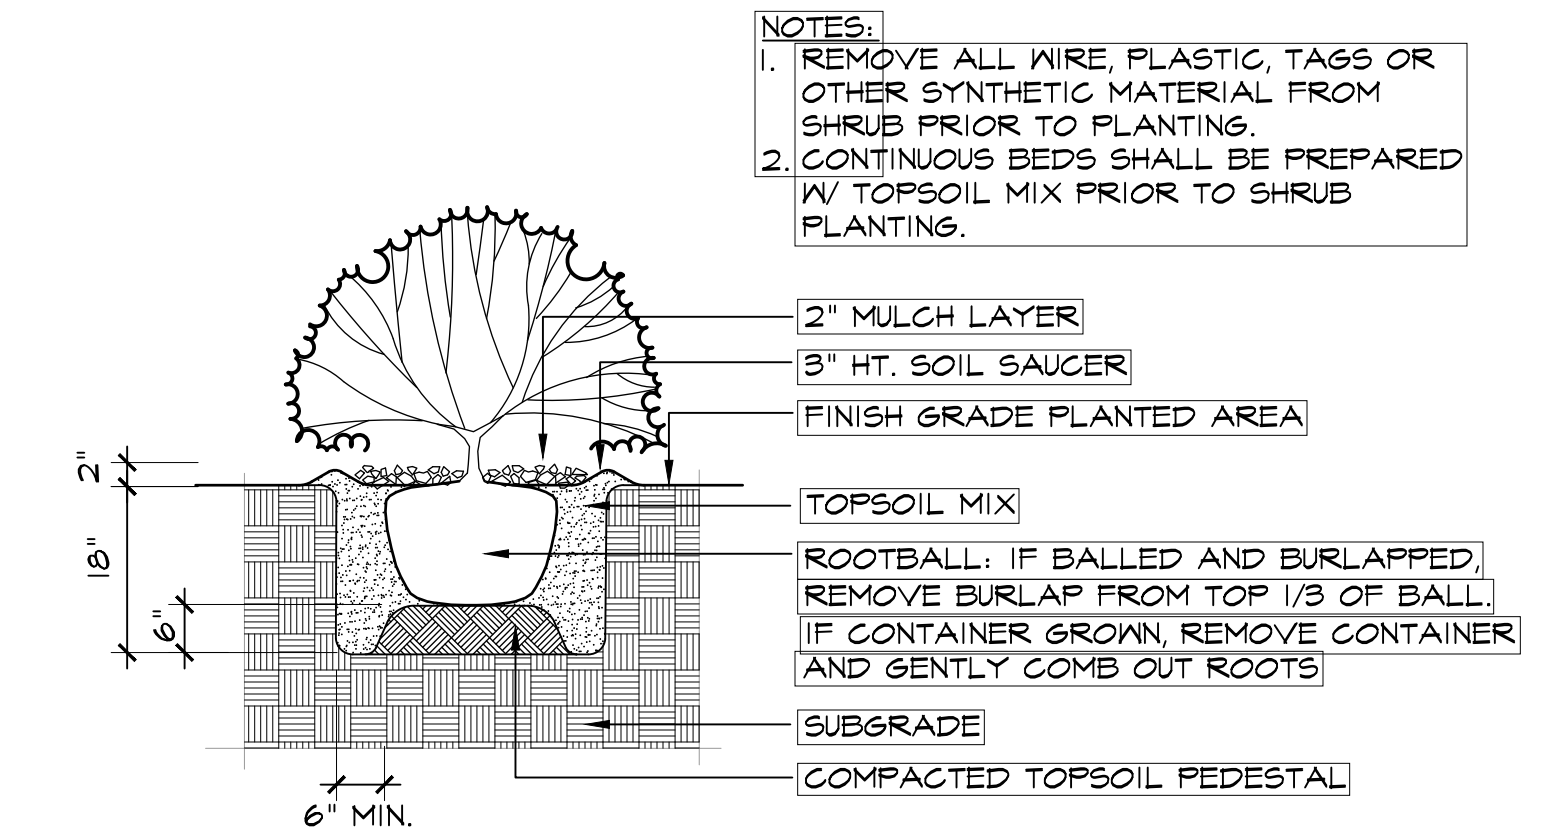 NOTES:
1. REMOVE ALL WIRE, PLASTIC, TAGS OR
OTHER SYNTHETIC MATERIAL FROM
SHRUB PRIOR TO PLANTING.
2. CONTINUOUS BEDS SHALL BE PREPARED
W/ TOPSOIL MIX PRIOR TO SHRUB
PLANTING.
2" MULCH LAYER
3" HT. SOIL SAUCER
FINISH GRADE PLANTED AREA
2"
TOPSOIL MIX
18"
ROOTBALL: IF BALLED AND BURLAPPED,
REMOVE BURLAP FROM TOP 1/3 OF BALL.
6"
IF CONTAINER GROWN, REMOVE CONTAINER
AND GENTLY COMB OUT ROOTS
SUBGRADE
COMPACTED TOPSOIL PEDESTAL
6" MIN.